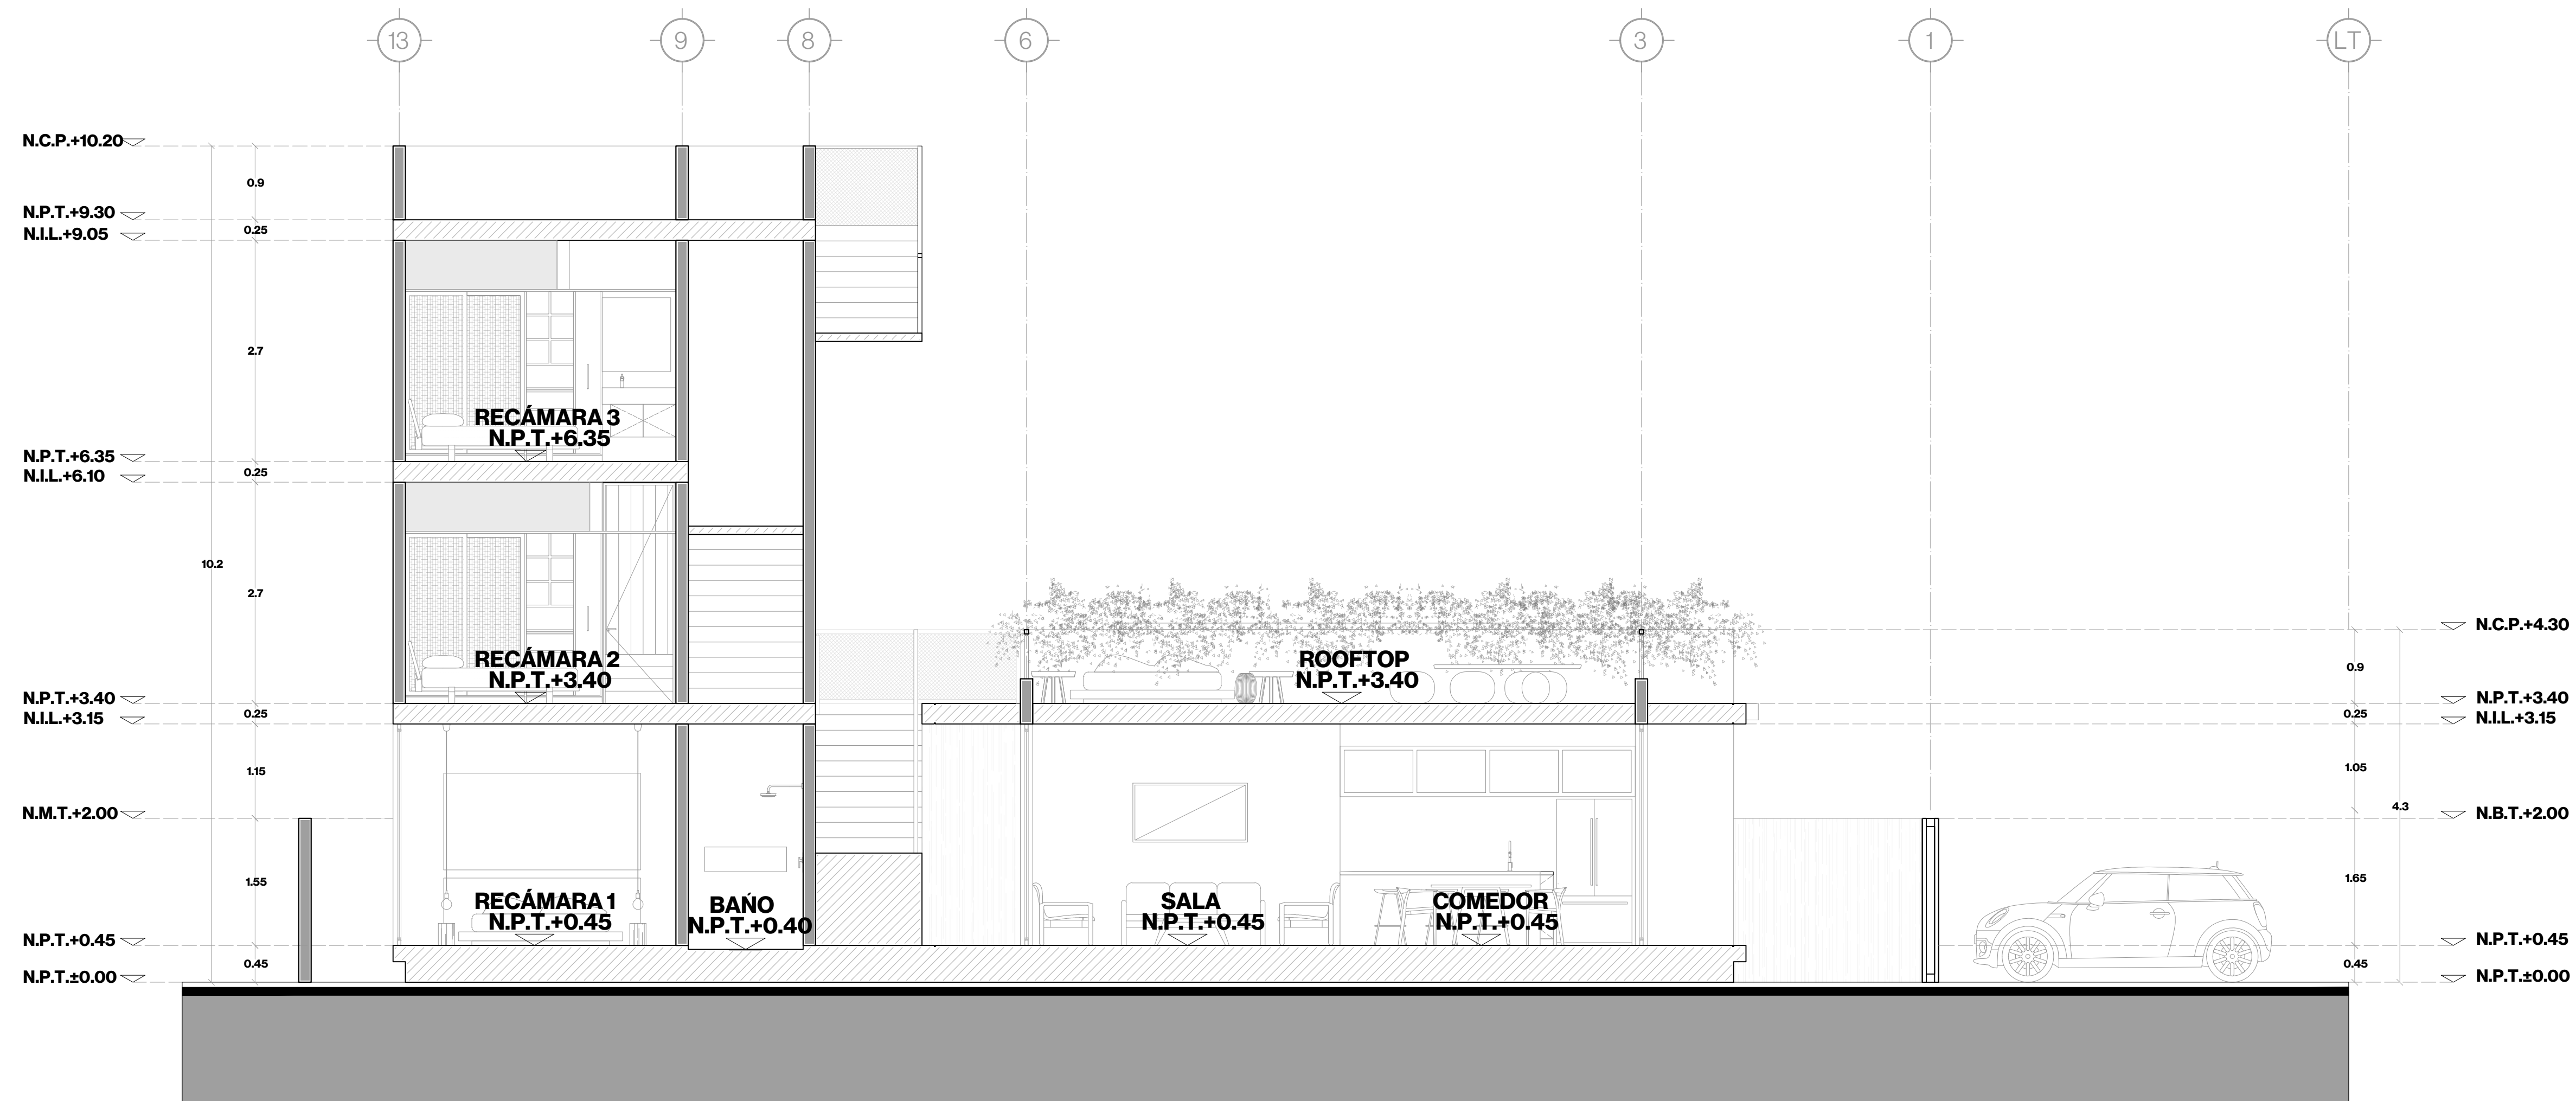 13
9
8
6
3
1
LT
N.C.P.+10.20
0.9
N.P.T.+9.30
0.25
N.I.L.+9.05
2.7
RECÁMARA 3
N.P.T.+6.35
N.P.T.+6.35
0.25
N.I.L.+6.10
10.2
2.7
RECÁMARA 2
N.P.T.+3.40
ROOFTOP
N.P.T.+3.40
N.C.P.+4.30
0.9
N.P.T.+3.40
0.25
N.I.L.+3.15
N.P.T.+3.40
0.25
N.I.L.+3.15
1.15
1.05
4.3
N.M.T.+2.00
N.B.T.+2.00
1.55
1.65
RECÁMARA 1
N.P.T.+0.45
BAÑO
N.P.T.+0.40
SALA
N.P.T.+0.45
COMEDOR
N.P.T.+0.45
N.P.T.+0.45
0.45
N.P.T.±0.00
N.P.T.+0.45
0.45
N.P.T.±0.00